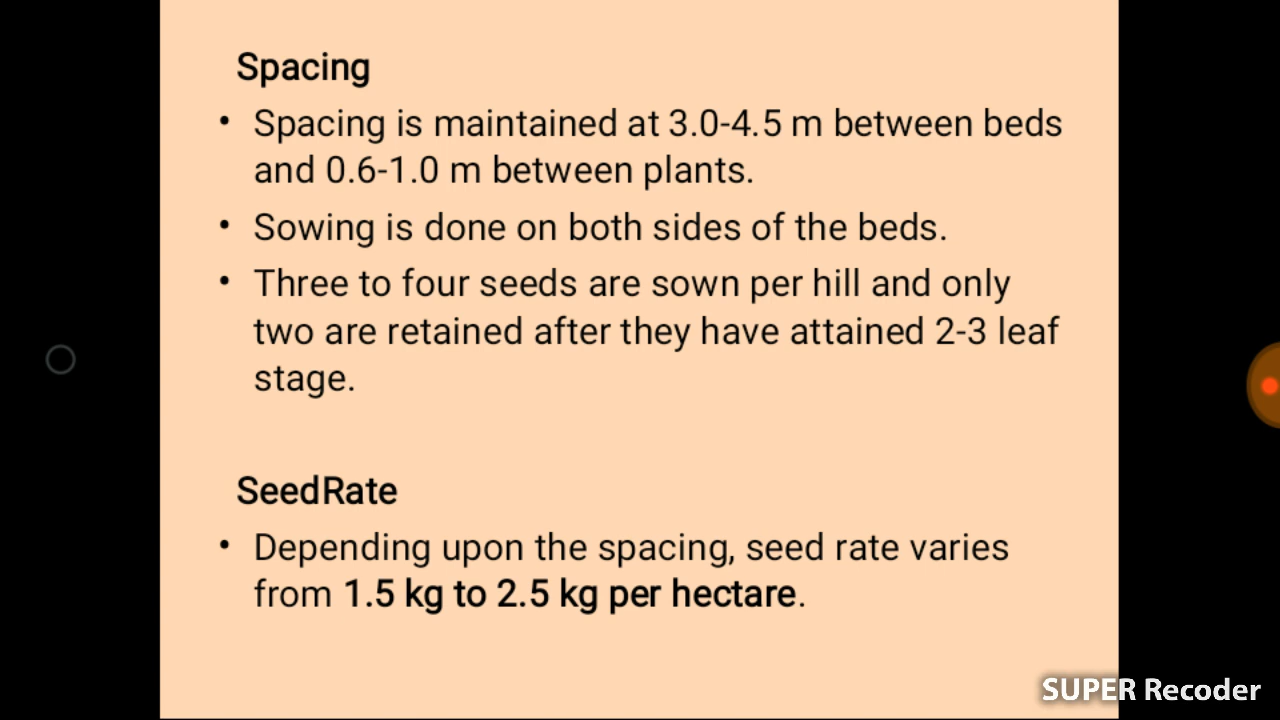 Spacing
• Spacing is maintained at 3.0-4.5 m between beds
and 0.6-1.0 m between plants.
• Sowing is done on both sides of the beds.
• Three to four seeds are sown per hill and only
two are retained after they have attained 2-3 leaf
stage.
SeedRate
• Depending upon the spacing, seed rate varies
from 1.5 kg to 2.5 kg per hectare.
SUPER Recoder